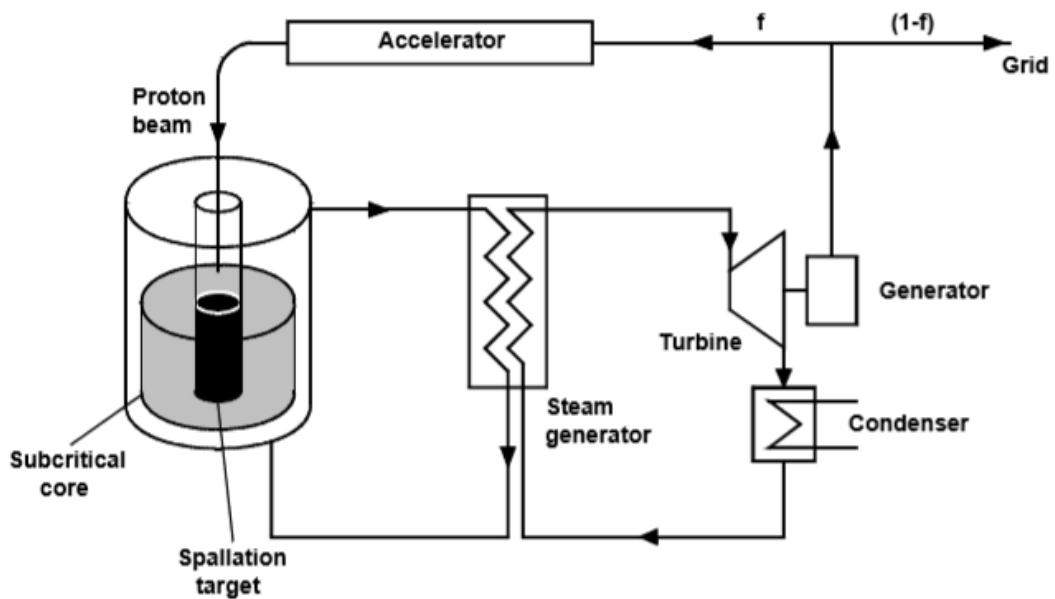 f
(1-f)
Accelerator
Grid
Proton
beam
Generator
Turbine
Steam
generator
Condenser
Subcritical
core
Spallation
target